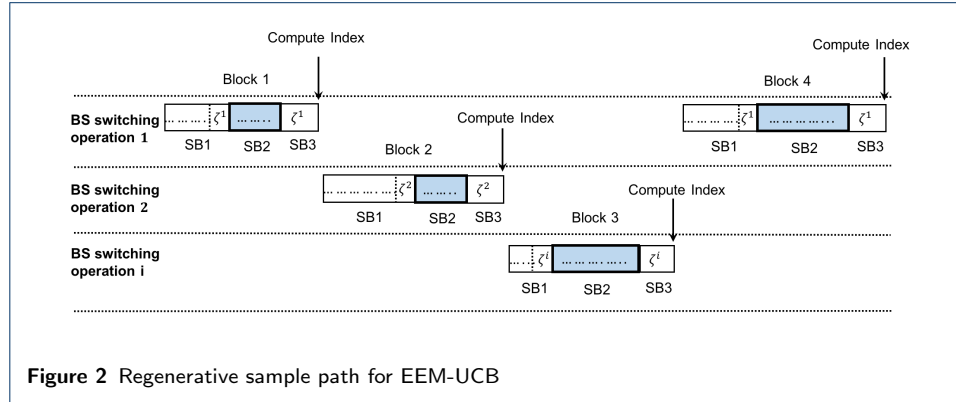 Compute Index
Compute Index
Block 1
Block 4
BS switching
operation 1
… … …. ζ¹ … … .. ζ¹
SB1 SB2 SB3
… … … … . ζ¹ … … … … … ... ζ¹
SB1 SB2 SB3
Compute Index
Block 2
BS switching
operation 2
… … … … . … ζ² … … . . ζ²
SB1 SB2 SB3
Compute Index
Block 3
BS switching
operation i
… . . ζⁱ … … … . … . . ζⁱ
SB1 SB2 SB3
Figure 2 Regenerative sample path for EEM-UCB